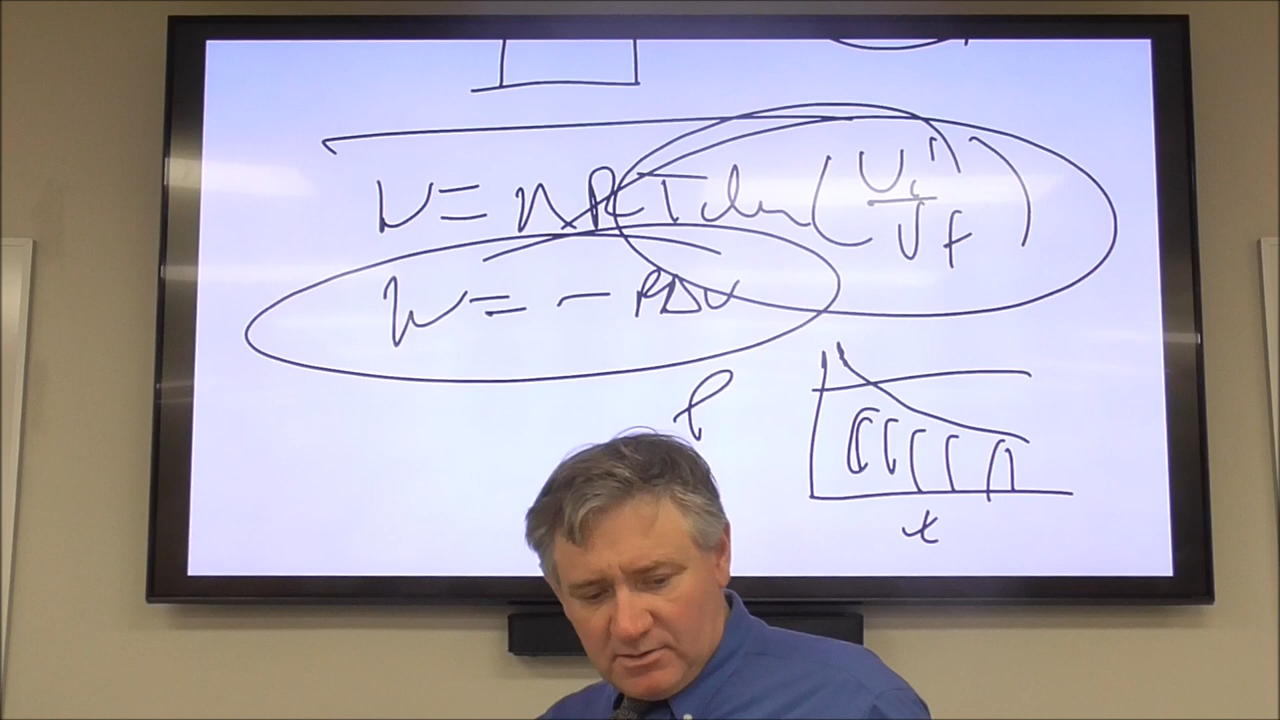 W = nRT ln(Vi/Vf)
W = - PΔV
P
t